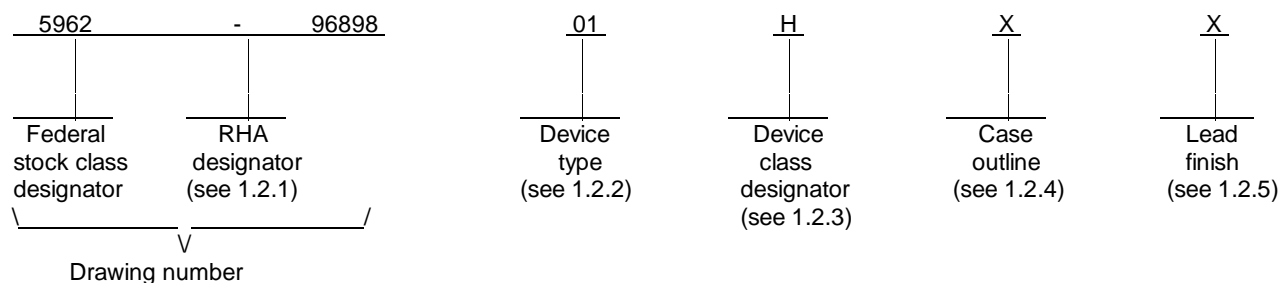 5962 - 96898 01 H X X
Federal stock class designator
RHA designator (see 1.2.1)
Device type (see 1.2.2)
Device class designator (see 1.2.3)
Case outline (see 1.2.4)
Lead finish (see 1.2.5)
\ / \/
Drawing number